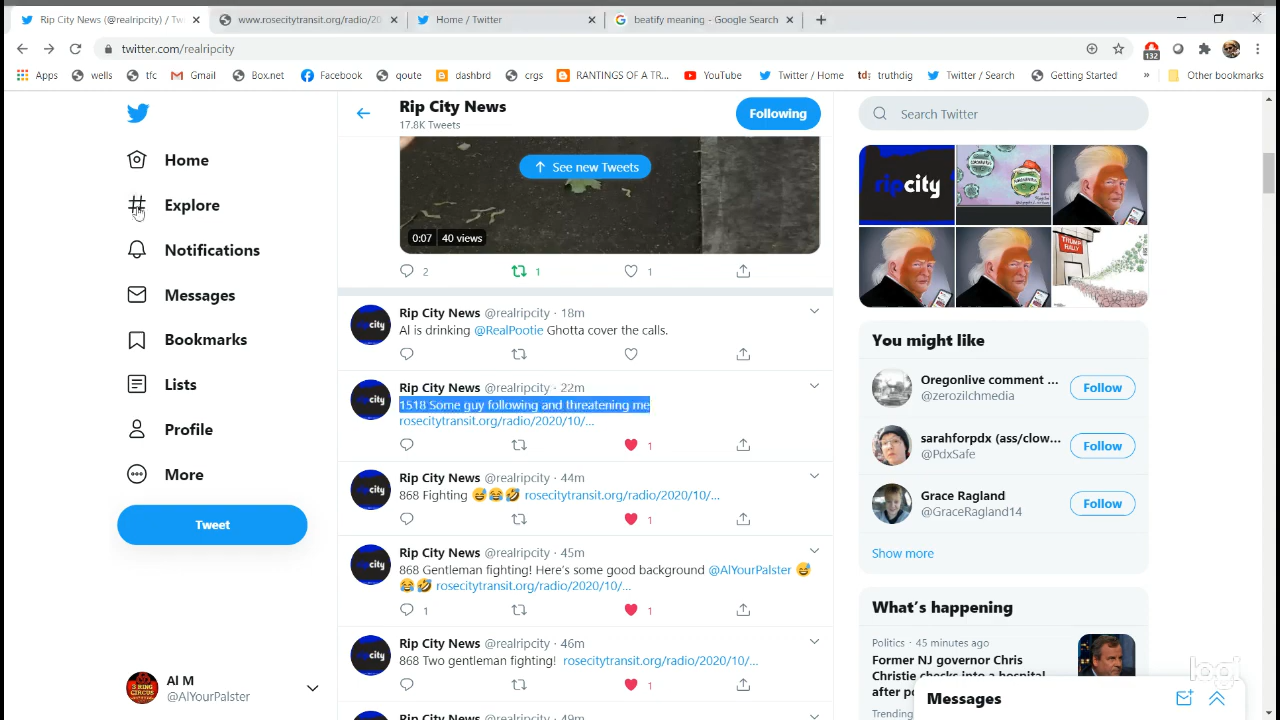 Rip City News (@realripcity) / Tw
www.rosecitytransit.org/radio/20
Home / Twitter
beatify meaning - Google Search
twitter.com/realripcity
132
Apps
wells
tfc
Gmail
Box.net
Facebook
qoute
dashbrd
crgs
RANTINGS OF A TR...
YouTube
Twitter / Home
td: truthdig
Twitter / Search
Getting Started
»
Other bookmarks
Home
Explore
Notifications
Messages
Bookmarks
Lists
Profile
More
Tweet
Al M
@AlYourPalster
Rip City News
17.8K Tweets
Following
See new Tweets
0:07
40 views
2
1
1
Rip City News @realripcity · 18m
Al is drinking @RealPootie Ghotta cover the calls.
Rip City News @realripcity · 22m
1518 Some guy following and threatening me
rosecitytransit.org/radio/2020/10/...
1
Rip City News @realripcity · 44m
868 Fighting 😅😂🤣 rosecitytransit.org/radio/2020/10/...
1
Rip City News @realripcity · 45m
868 Gentleman fighting! Here's some good background @AlYourPalster 😅
😂🤣 rosecitytransit.org/radio/2020/10/...
1
1
Rip City News @realripcity · 46m
868 Two gentleman fighting! rosecitytransit.org/radio/2020/10/...
1
Rip City News @realripcity · 49m
Search Twitter
ripcity
TRUMP
RALLY
You might like
Oregonlive comment ...
@zerozilchmedia
Follow
sarahforpdx (ass/clow...
@PdxSafe
Follow
Grace Ragland
@GraceRagland14
Follow
Show more
What's happening
Politics · 45 minutes ago
Former NJ governor Chris
Christie checks into a hospital
after po
Trending
Messages
logi